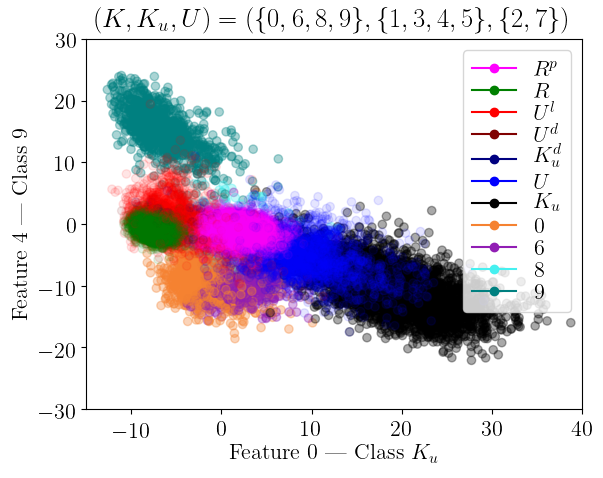 (K, K_u, U) = ({0, 6, 8, 9}, {1, 3, 4, 5}, {2, 7})
30
20
10
0
−10
−20
−30
Feature 4 — Class 9
R^p
R
U^l
U^d
K_u^d
U
K_u
0
6
8
9
−10
0
10
20
30
40
Feature 0 — Class K_u